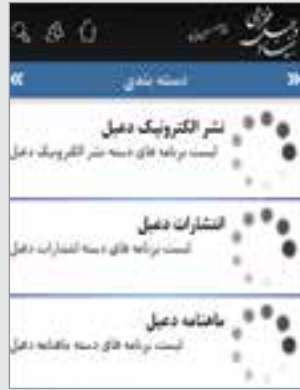 دسته بندی
نشر الکترونیک دعبل
لیست برنامه های دسته نشر الکترونیک دعبل
انتشارات دعبل
لیست برنامه های دسته انتشارات دعبل
ماهنامه دعبل
لیست برنامه های دسته ماهنامه دعبل